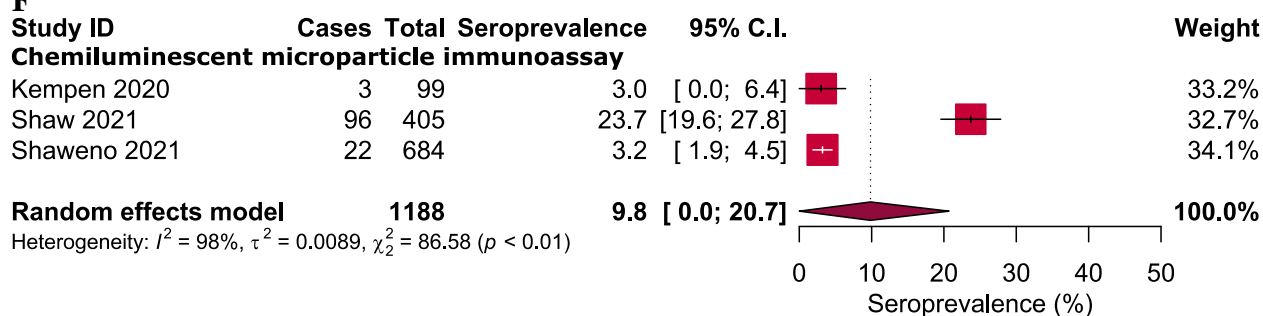 F
Study ID Cases Total Seroprevalence 95% C.I. Weight
Chemiluminescent microparticle immunoassay
Kempen 2020 3 99 3.0 [ 0.0; 6.4] 33.2%
Shaw 2021 96 405 23.7 [19.6; 27.8] 32.7%
Shaweno 2021 22 684 3.2 [ 1.9; 4.5] 34.1%
Random effects model 1188 9.8 [ 0.0; 20.7] 100.0%
Heterogeneity: I² = 98%, τ² = 0.0089, χ²₂ = 86.58 (p < 0.01)
0 10 20 30 40 50
Seroprevalence (%)